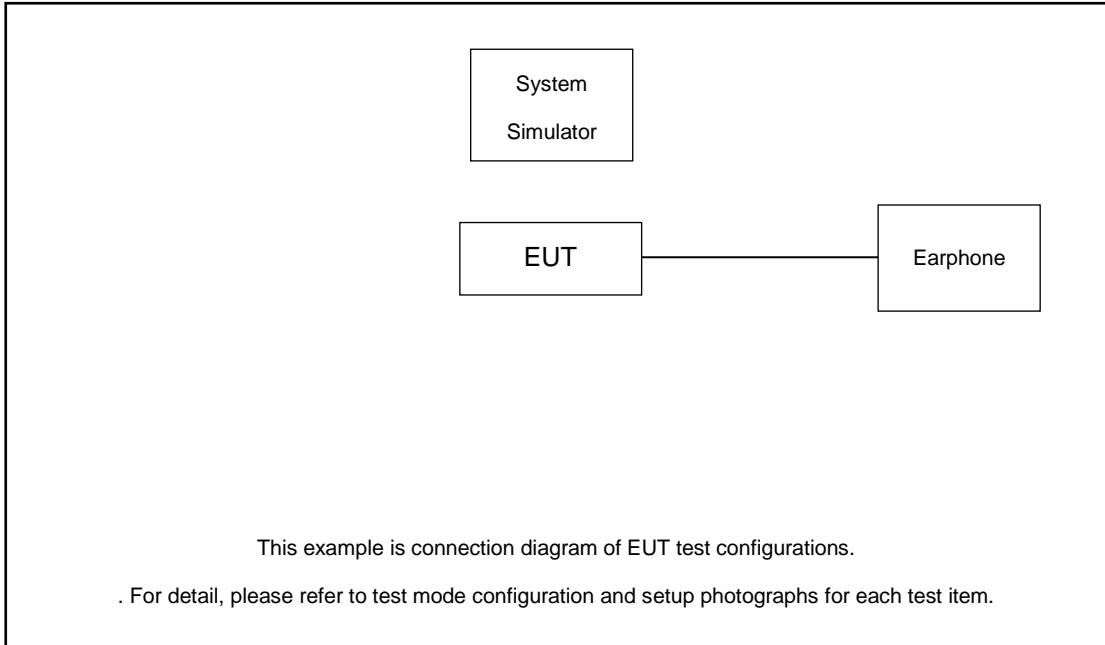 System
Simulator
EUT
Earphone
This example is connection diagram of EUT test configurations.
. For detail, please refer to test mode configuration and setup photographs for each test item.